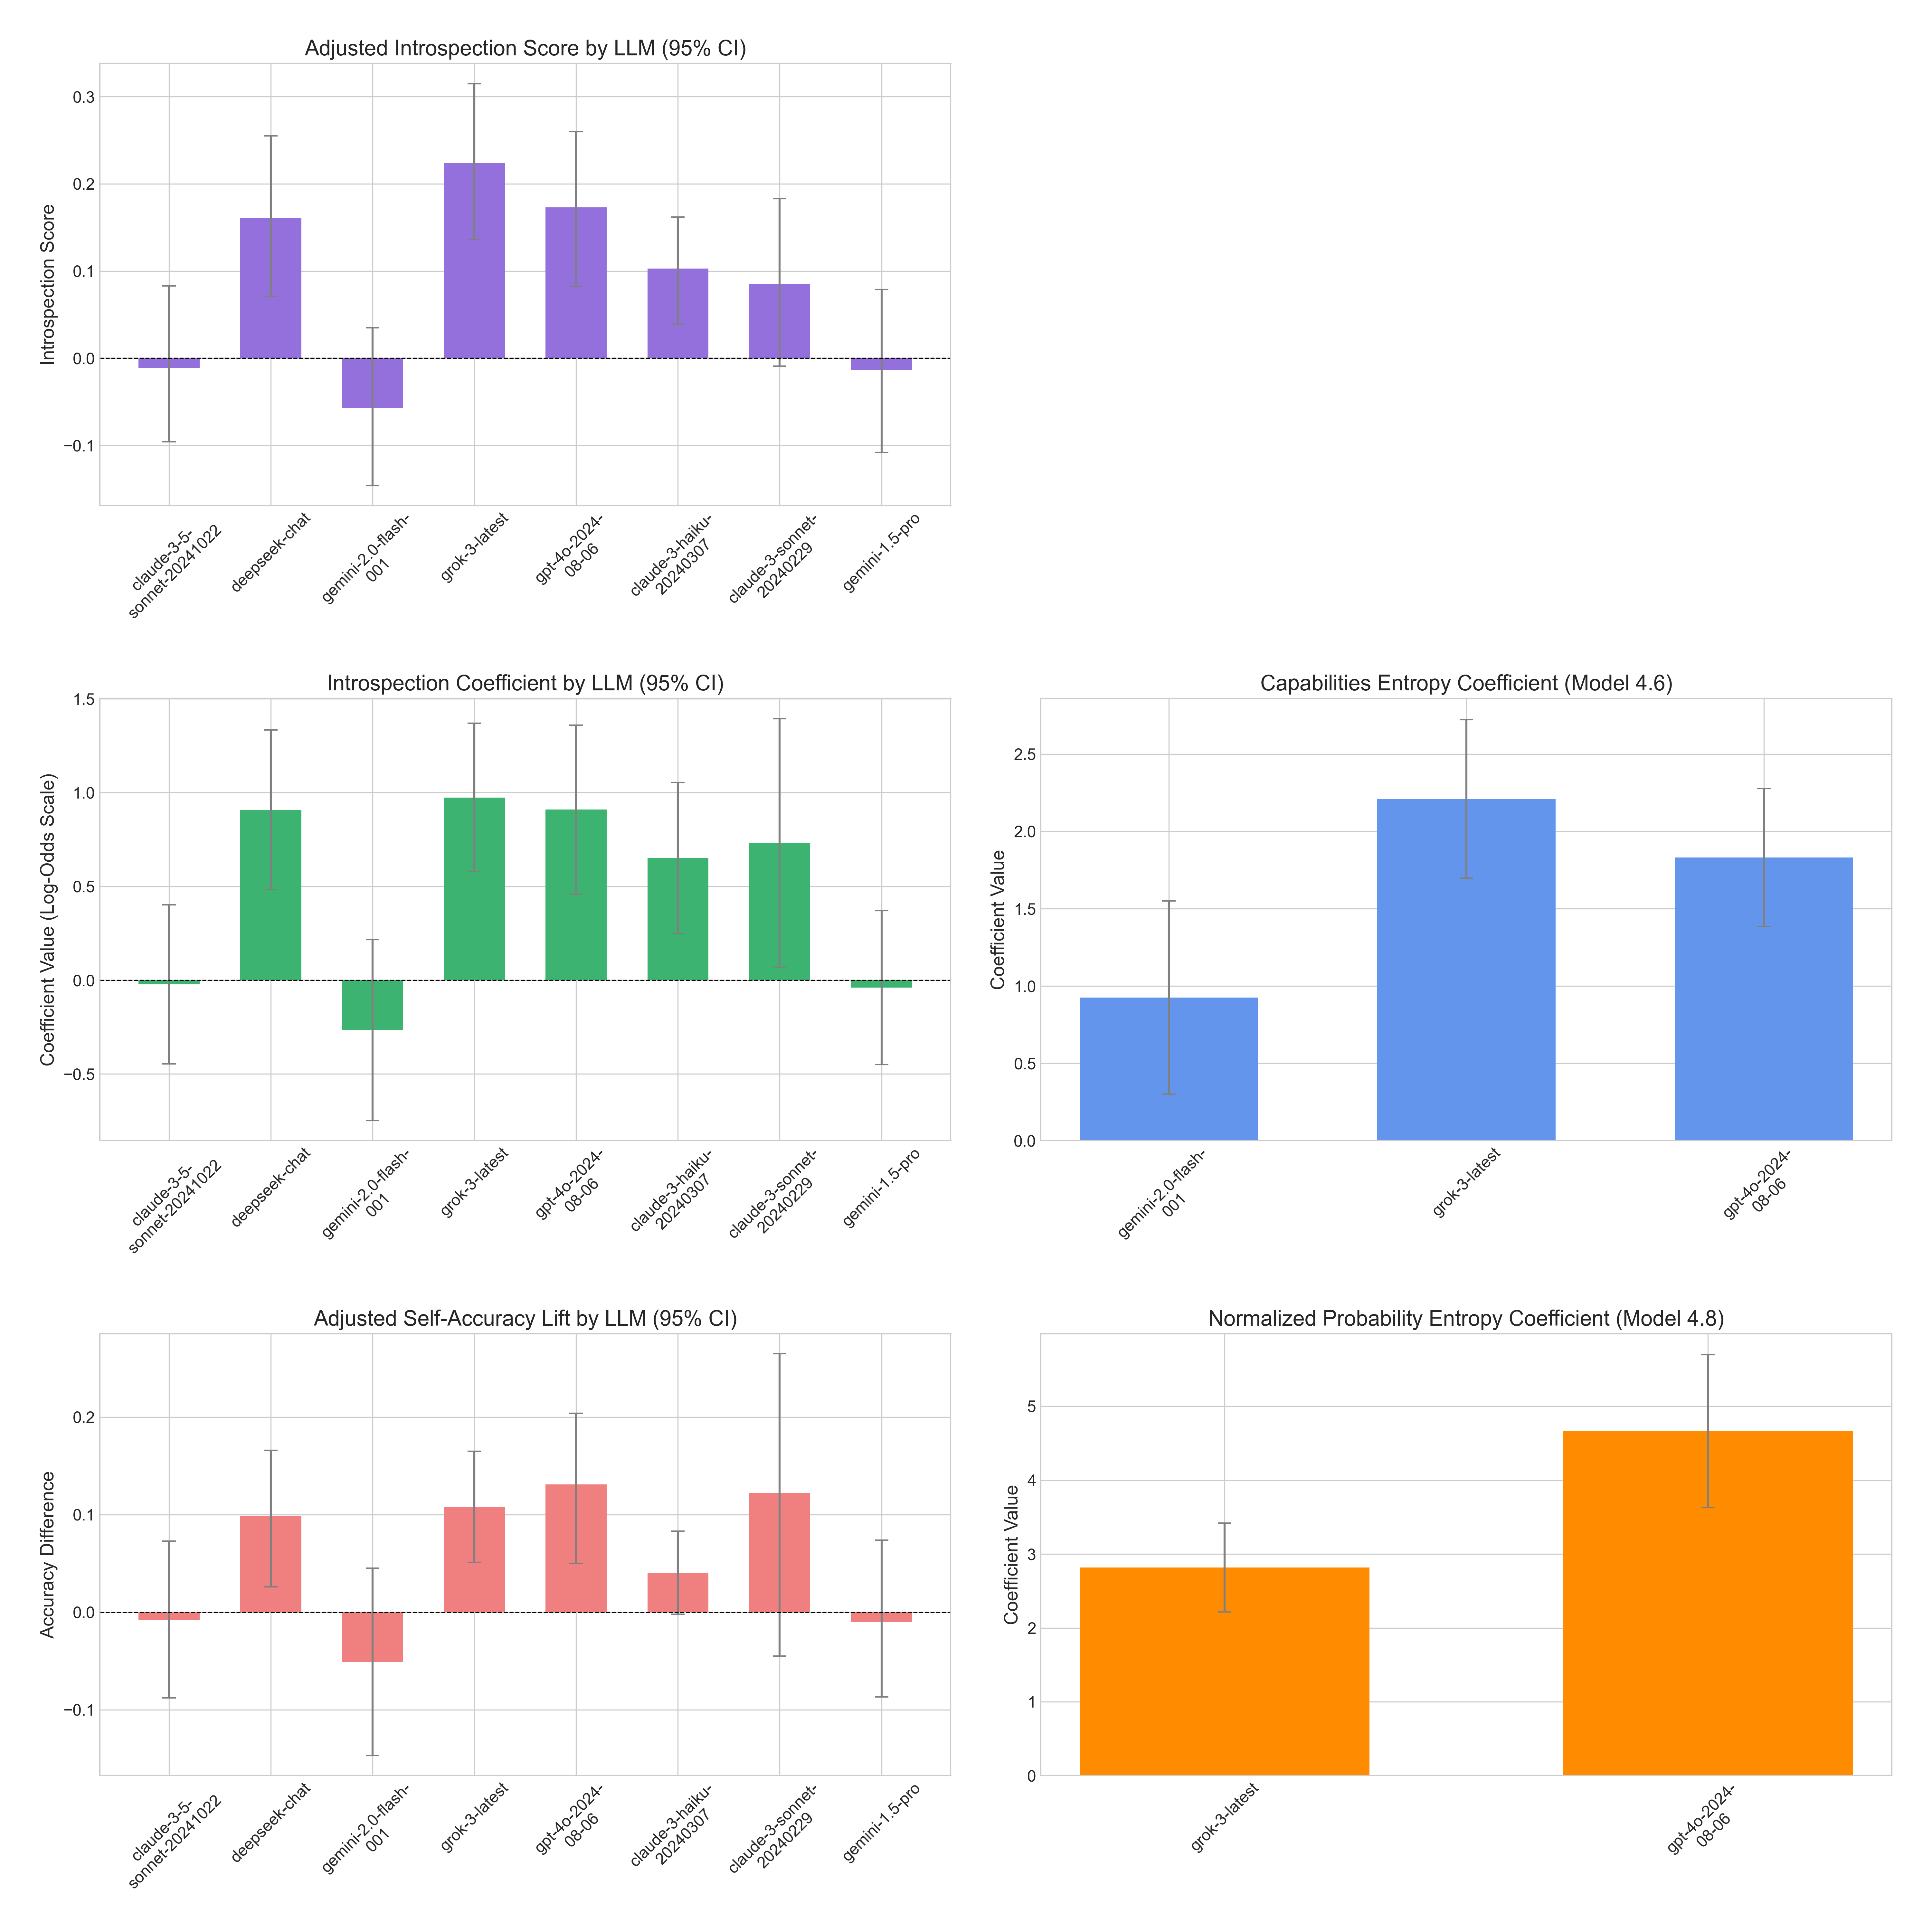 Adjusted Introspection Score by LLM (95% CI)
Introspection Score
0.3
0.2
0.1
0.0
−0.1
claude-3-5-
sonnet-20241022
deepseek-chat
gemini-2.0-flash-
001
grok-3-latest
gpt-4o-2024-
08-06
claude-3-haiku-
20240307
claude-3-sonnet-
20240229
gemini-1.5-pro
Introspection Coefficient by LLM (95% CI)
Coefficient Value (Log-Odds Scale)
1.5
1.0
0.5
0.0
−0.5
claude-3-5-
sonnet-20241022
deepseek-chat
gemini-2.0-flash-
001
grok-3-latest
gpt-4o-2024-
08-06
claude-3-haiku-
20240307
claude-3-sonnet-
20240229
gemini-1.5-pro
Capabilities Entropy Coefficient (Model 4.6)
Coefficient Value
2.5
2.0
1.5
1.0
0.5
0.0
gemini-2.0-flash-
001
grok-3-latest
gpt-4o-2024-
08-06
Adjusted Self-Accuracy Lift by LLM (95% CI)
Accuracy Difference
0.2
0.1
0.0
−0.1
claude-3-5-
sonnet-20241022
deepseek-chat
gemini-2.0-flash-
001
grok-3-latest
gpt-4o-2024-
08-06
claude-3-haiku-
20240307
claude-3-sonnet-
20240229
gemini-1.5-pro
Normalized Probability Entropy Coefficient (Model 4.8)
Coefficient Value
5
4
3
2
1
0
grok-3-latest
gpt-4o-2024-
08-06